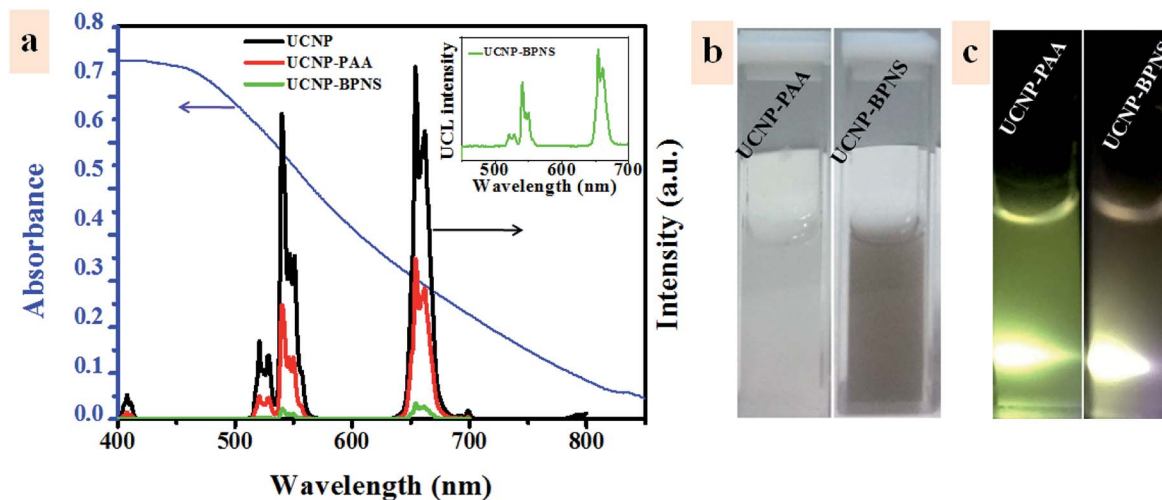 a
0.8
0.7
0.6
0.5
0.4
0.3
0.2
0.1
0.0
Absorbance
UCNP
UCNP-PAA
UCNP-BPNS
UCNP-BPNS
UCL intensity
500
600
700
Wavelength (nm)
Intensity (a.u.)
400
500
600
700
800
Wavelength (nm)
b
UCNP-PAA
UCNP-BPNS
c
UCNP-PAA
UCNP-BPNS